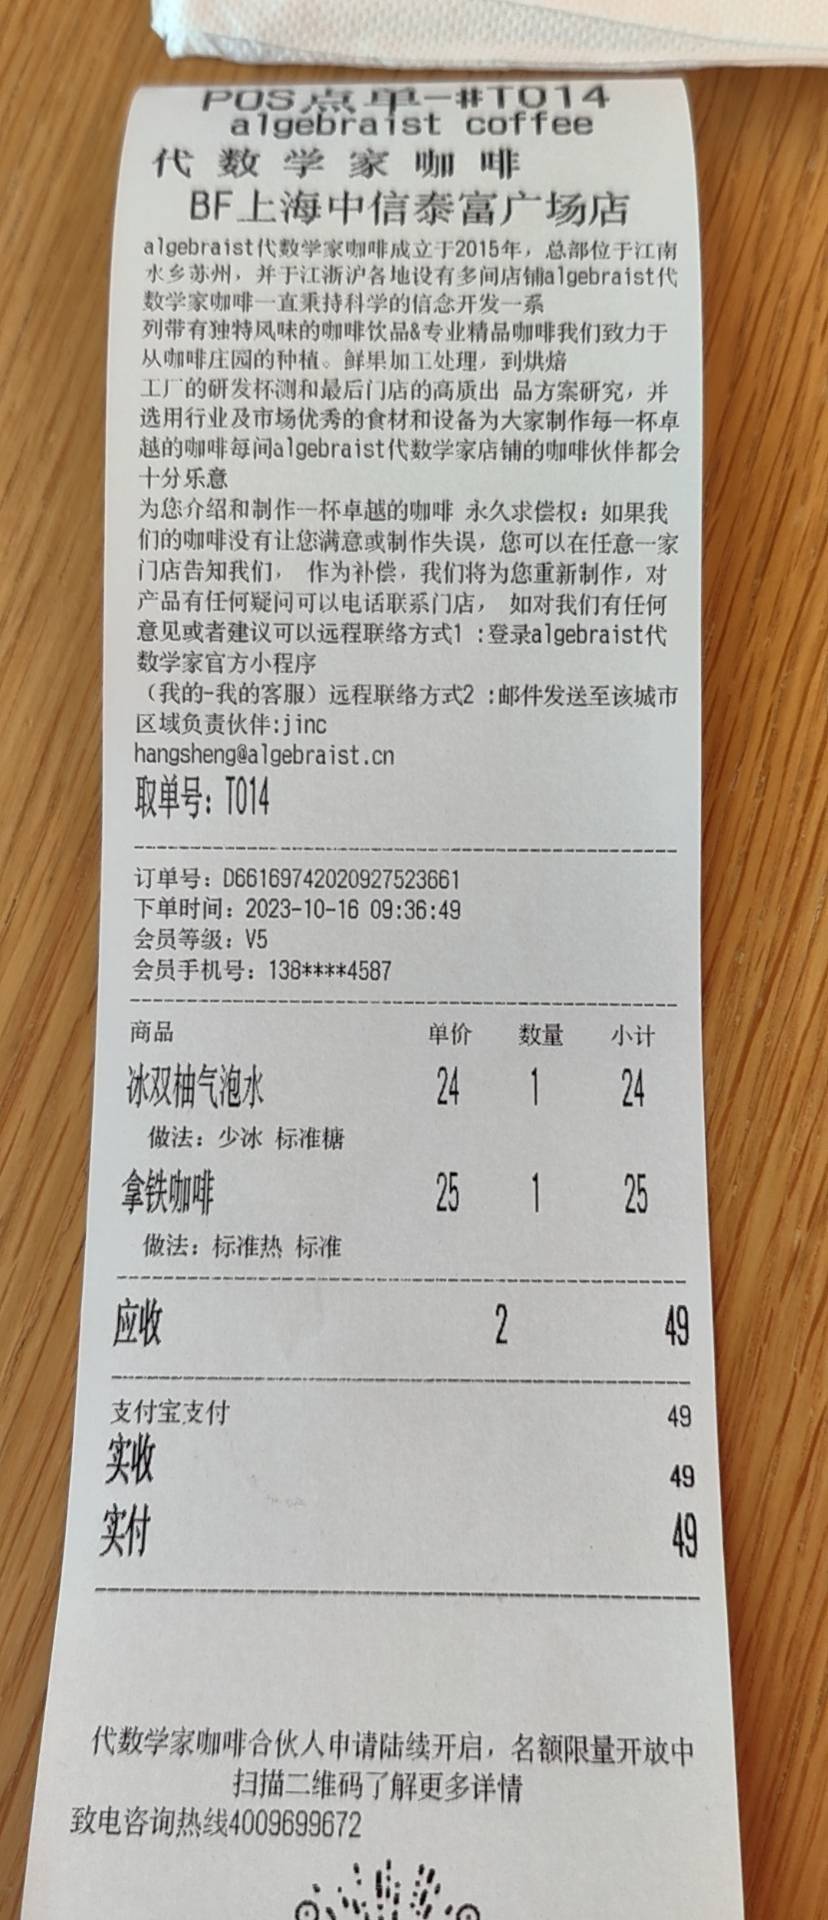 POS点单-#T014
algebraist coffee
代数学家咖啡
BF上海中信泰富广场店
algebraist代数学家咖啡成立于2015年，总部位于江南
水乡苏州，并于江浙沪各地设有多间店铺algebraist代
数学家咖啡一直秉持科学的信念开发一系
列带有独特风味的咖啡饮品&专业精品咖啡我们致力于
从咖啡庄园的种植。鲜果加工处理，到烘焙
工厂的研发杯测和最后门店的高质出 品方案研究，并
选用行业及市场优秀的食材和设备为大家制作每一杯卓
越的咖啡每间algebraist代数学家店铺的咖啡伙伴都会
十分乐意
为您介绍和制作一杯卓越的咖啡 永久求偿权：如果我
们的咖啡没有让您满意或制作失误，您可以在任意一家
门店告知我们， 作为补偿，我们将为您重新制作，对
产品有任何疑问可以电话联系门店， 如对我们有任何
意见或者建议可以远程联络方式1 :登录algebraist代
数学家官方小程序
（我的-我的客服）远程联络方式2 :邮件发送至该城市
区域负责伙伴:jinc
hangsheng@algebraist.cn
取单号：T014
订单号：D66169742020927523661
下单时间：2023-10-16 09:36:49
会员等级：V5
会员手机号：138****4587
商品 单价 数量 小计
冰双柚气泡水 24 1 24
做法：少冰 标准糖
拿铁咖啡 25 1 25
做法：标准热 标准
应收 2 49
支付宝支付 49
实收 49
实付 49
代数学家咖啡合伙人申请陆续开启，名额限量开放中
扫描二维码了解更多详情
致电咨询热线4009699672